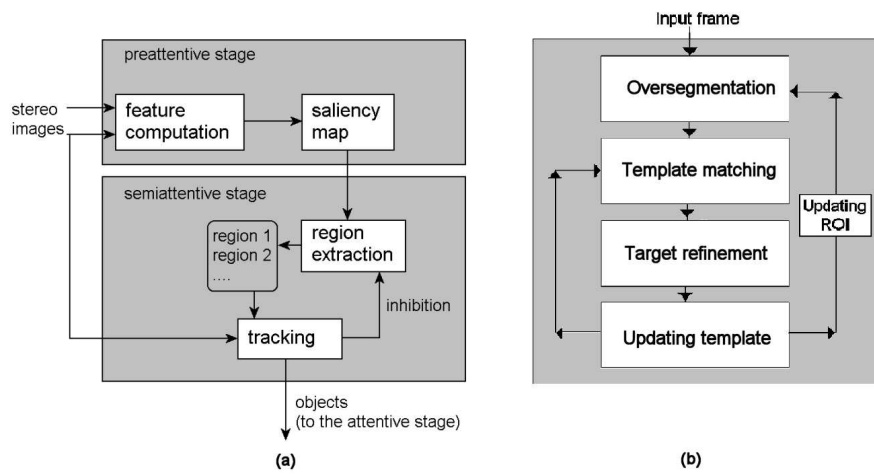 preattentive stage
stereo
images
feature
computation
saliency
map
semiattentive stage
region 1
region 2
....
region
extraction
inhibition
tracking
objects
(to the attentive stage)
(a)
Input frame
Oversegmentation
Template matching
Updating
ROI
Target refinement
Updating template
(b)